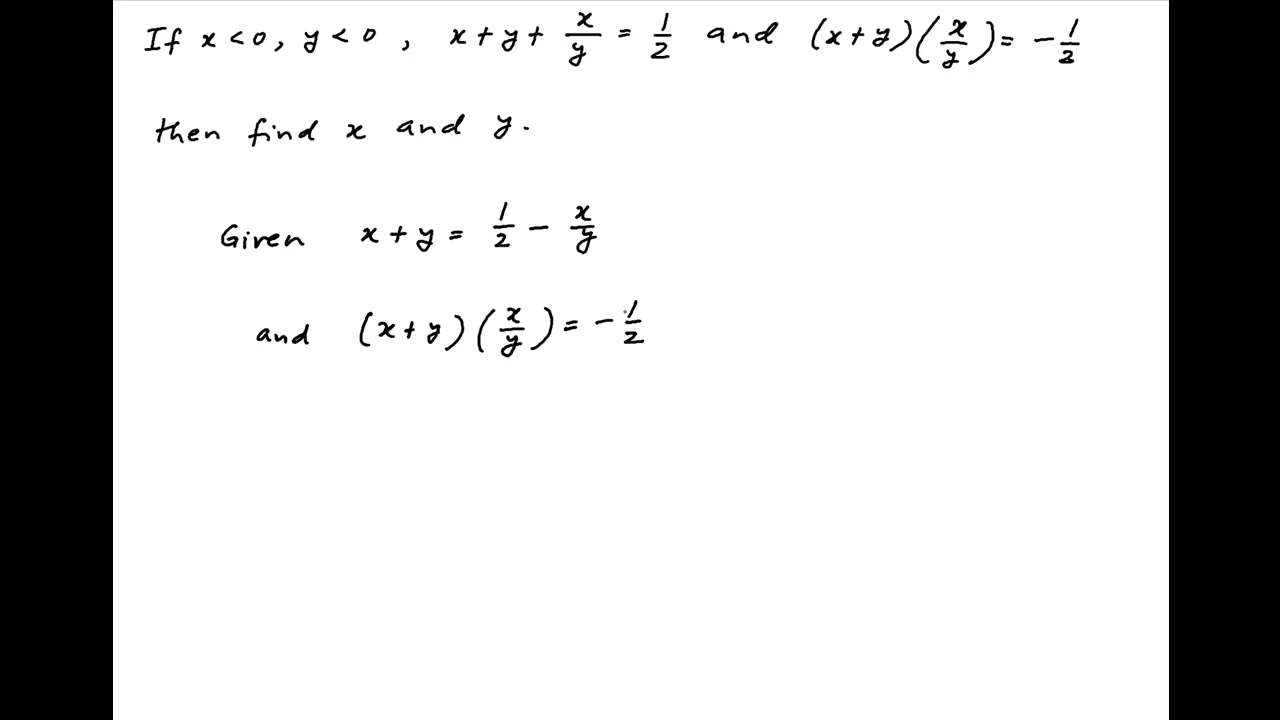 If x < 0, y < 0 , x + y + x/y = 1/2 and (x + y)(x/y) = - 1/2
then find x and y.
Given x + y = 1/2 - x/y
and (x + y)(x/y) = - 1/2